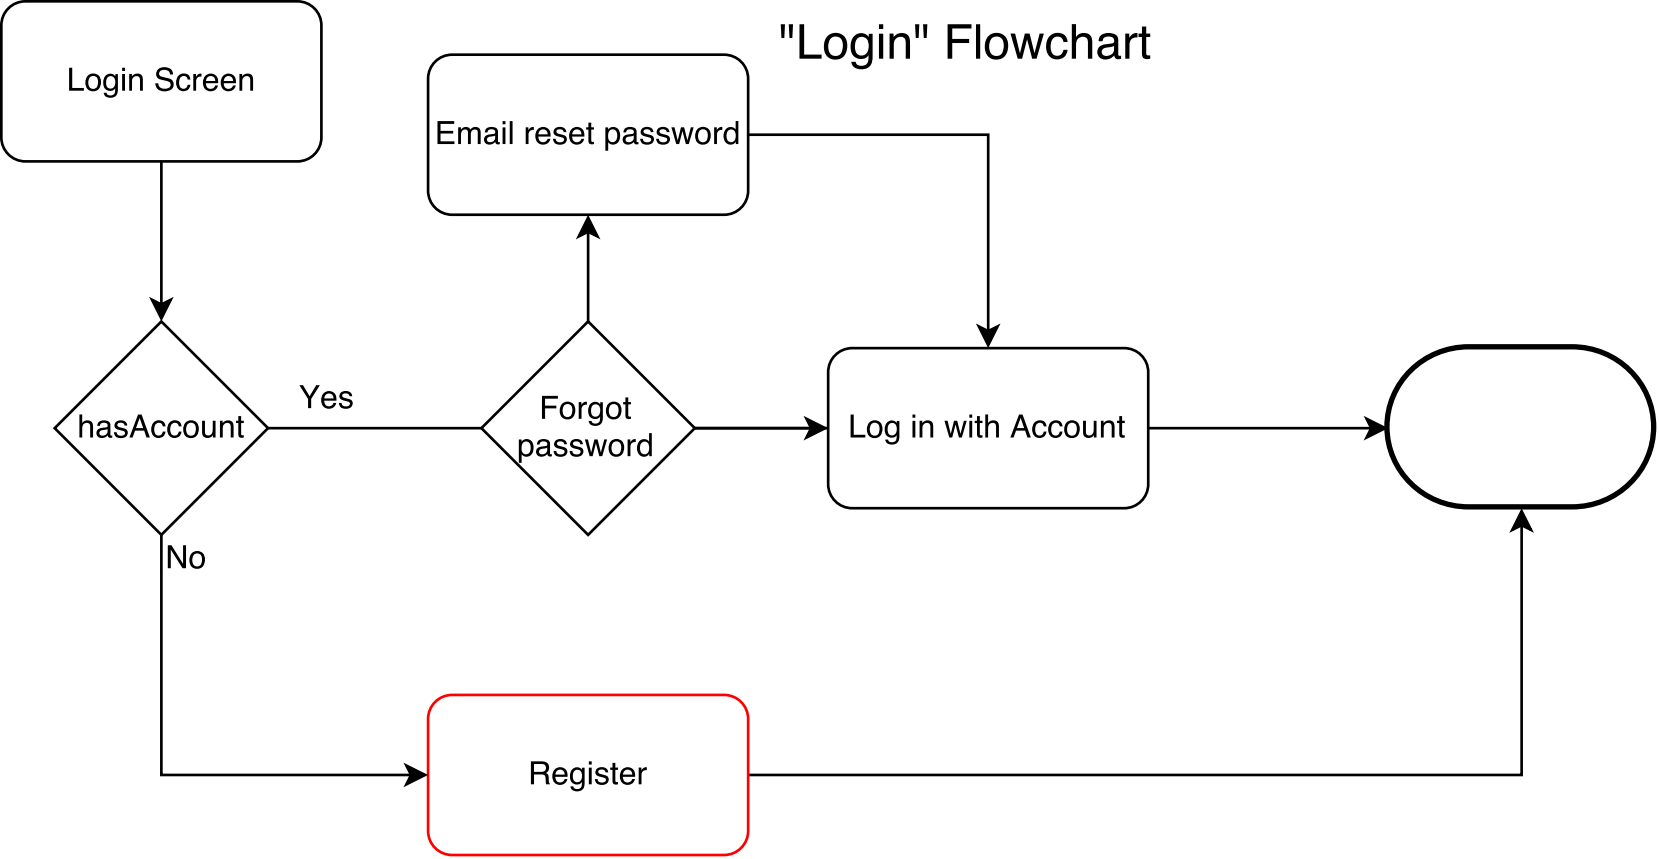 "Login" Flowchart
Login Screen
Email reset password
hasAccount
Yes
Forgot
password
Log in with Account
No
Register